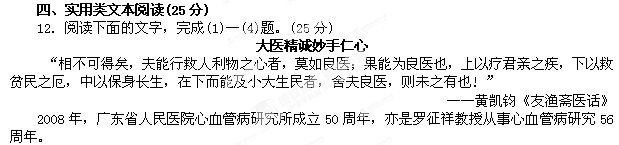 四、实用类文本阅读(25 分)
12. 阅读下面的文字，完成(1)—(4)题。(25 分)
大医精诚妙手仁心
“相不可得矣，夫能行救人利物之心者，莫如良医；果能为良医也，上以疗君亲之疾，下以救
贫民之厄，中以保身长生，在下而能及小大生民者，舍夫良医，则未之有也！”
——黄凯钧《友渔斋医话》
2008 年，广东省人民医院心血管病研究所成立 50 周年，亦是罗征祥教授从事心血管病研究 56
周年。